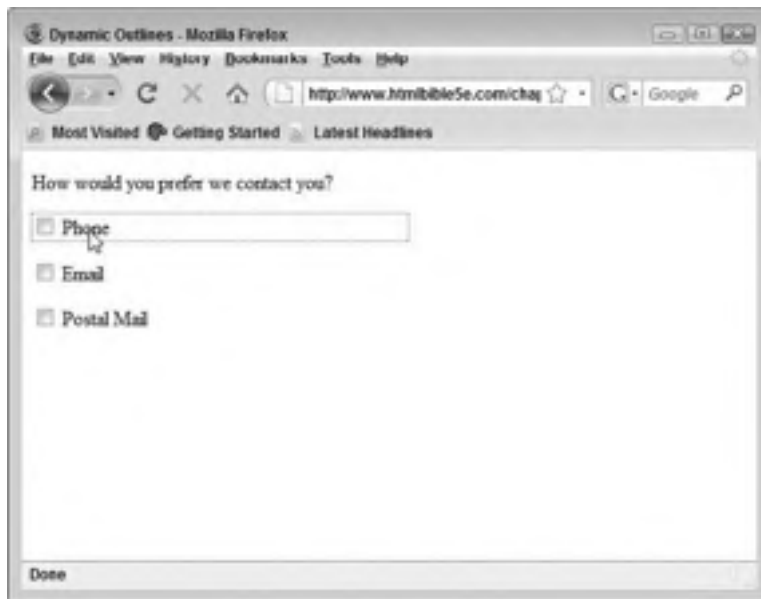 Dynamic Outlines - Mozilla Firefox
File Edit View History Bookmarks Tools Help
http://www.htmlbible5e.com/chap Google
Most Visited Getting Started Latest Headlines
How would you prefer we contact you?
Phone
Email
Postal Mail
Done